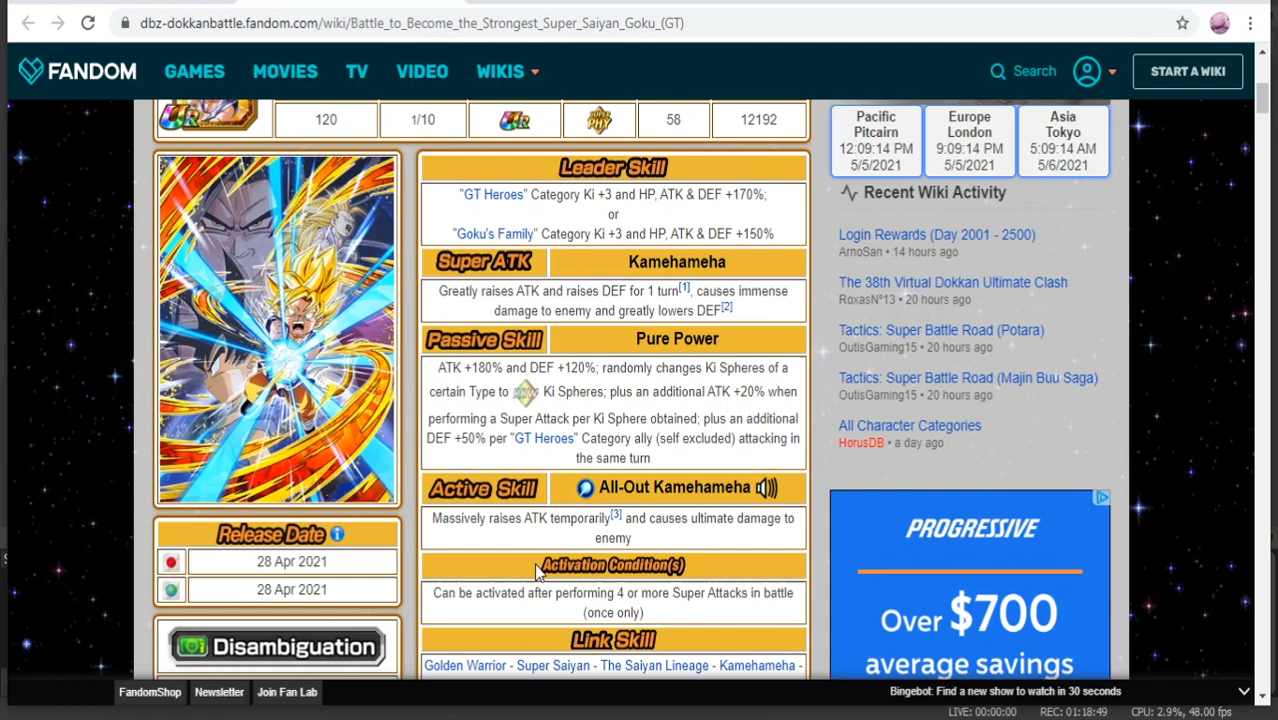 dbz-dokkanbattle.fandom.com/wiki/Battle_to_Become_the_Strongest_Super_Saiyan_Goku_(GT)
FANDOM GAMES MOVIES TV VIDEO WIKIS Search START A WIKI
UR 120 1/10 UR SUPER PHY 58 12192
Leader Skill
"GT Heroes" Category Ki +3 and HP, ATK & DEF +170%;
or
"Goku's Family" Category Ki +3 and HP, ATK & DEF +150%
Super ATK Kamehameha
Greatly raises ATK and raises DEF for 1 turn[1], causes immense
damage to enemy and greatly lowers DEF[2]
Passive Skill Pure Power
ATK +180% and DEF +120%; randomly changes Ki Spheres of a
certain Type to RBW Ki Spheres; plus an additional ATK +20% when
performing a Super Attack per Ki Sphere obtained; plus an additional
DEF +50% per "GT Heroes" Category ally (self excluded) attacking in
the same turn
Active Skill All-Out Kamehameha
Massively raises ATK temporarily[3] and causes ultimate damage to
enemy
Activation Condition(s)
Can be activated after performing 4 or more Super Attacks in battle
(once only)
Link Skill
Golden Warrior - Super Saiyan - The Saiyan Lineage - Kamehameha -
Release Date
28 Apr 2021
28 Apr 2021
Disambiguation
Pacific
Pitcairn
12:09:14 PM
5/5/2021
Europe
London
9:09:14 PM
5/5/2021
Asia
Tokyo
5:09:14 AM
5/6/2021
Recent Wiki Activity
Login Rewards (Day 2001 - 2500)
ArnoSan • 14 hours ago
The 38th Virtual Dokkan Ultimate Clash
RoxasN°13 • 20 hours ago
Tactics: Super Battle Road (Potara)
OutisGaming15 • 20 hours ago
Tactics: Super Battle Road (Majin Buu Saga)
OutisGaming15 • 20 hours ago
All Character Categories
HorusDB • a day ago
PROGRESSIVE
Over $700
average savings
FandomShop Newsletter Join Fan Lab Bingebot: Find a new show to watch in 30 seconds
LIVE: 00:00:00 REC: 01:18:49 CPU: 2.9%, 48.00 fps